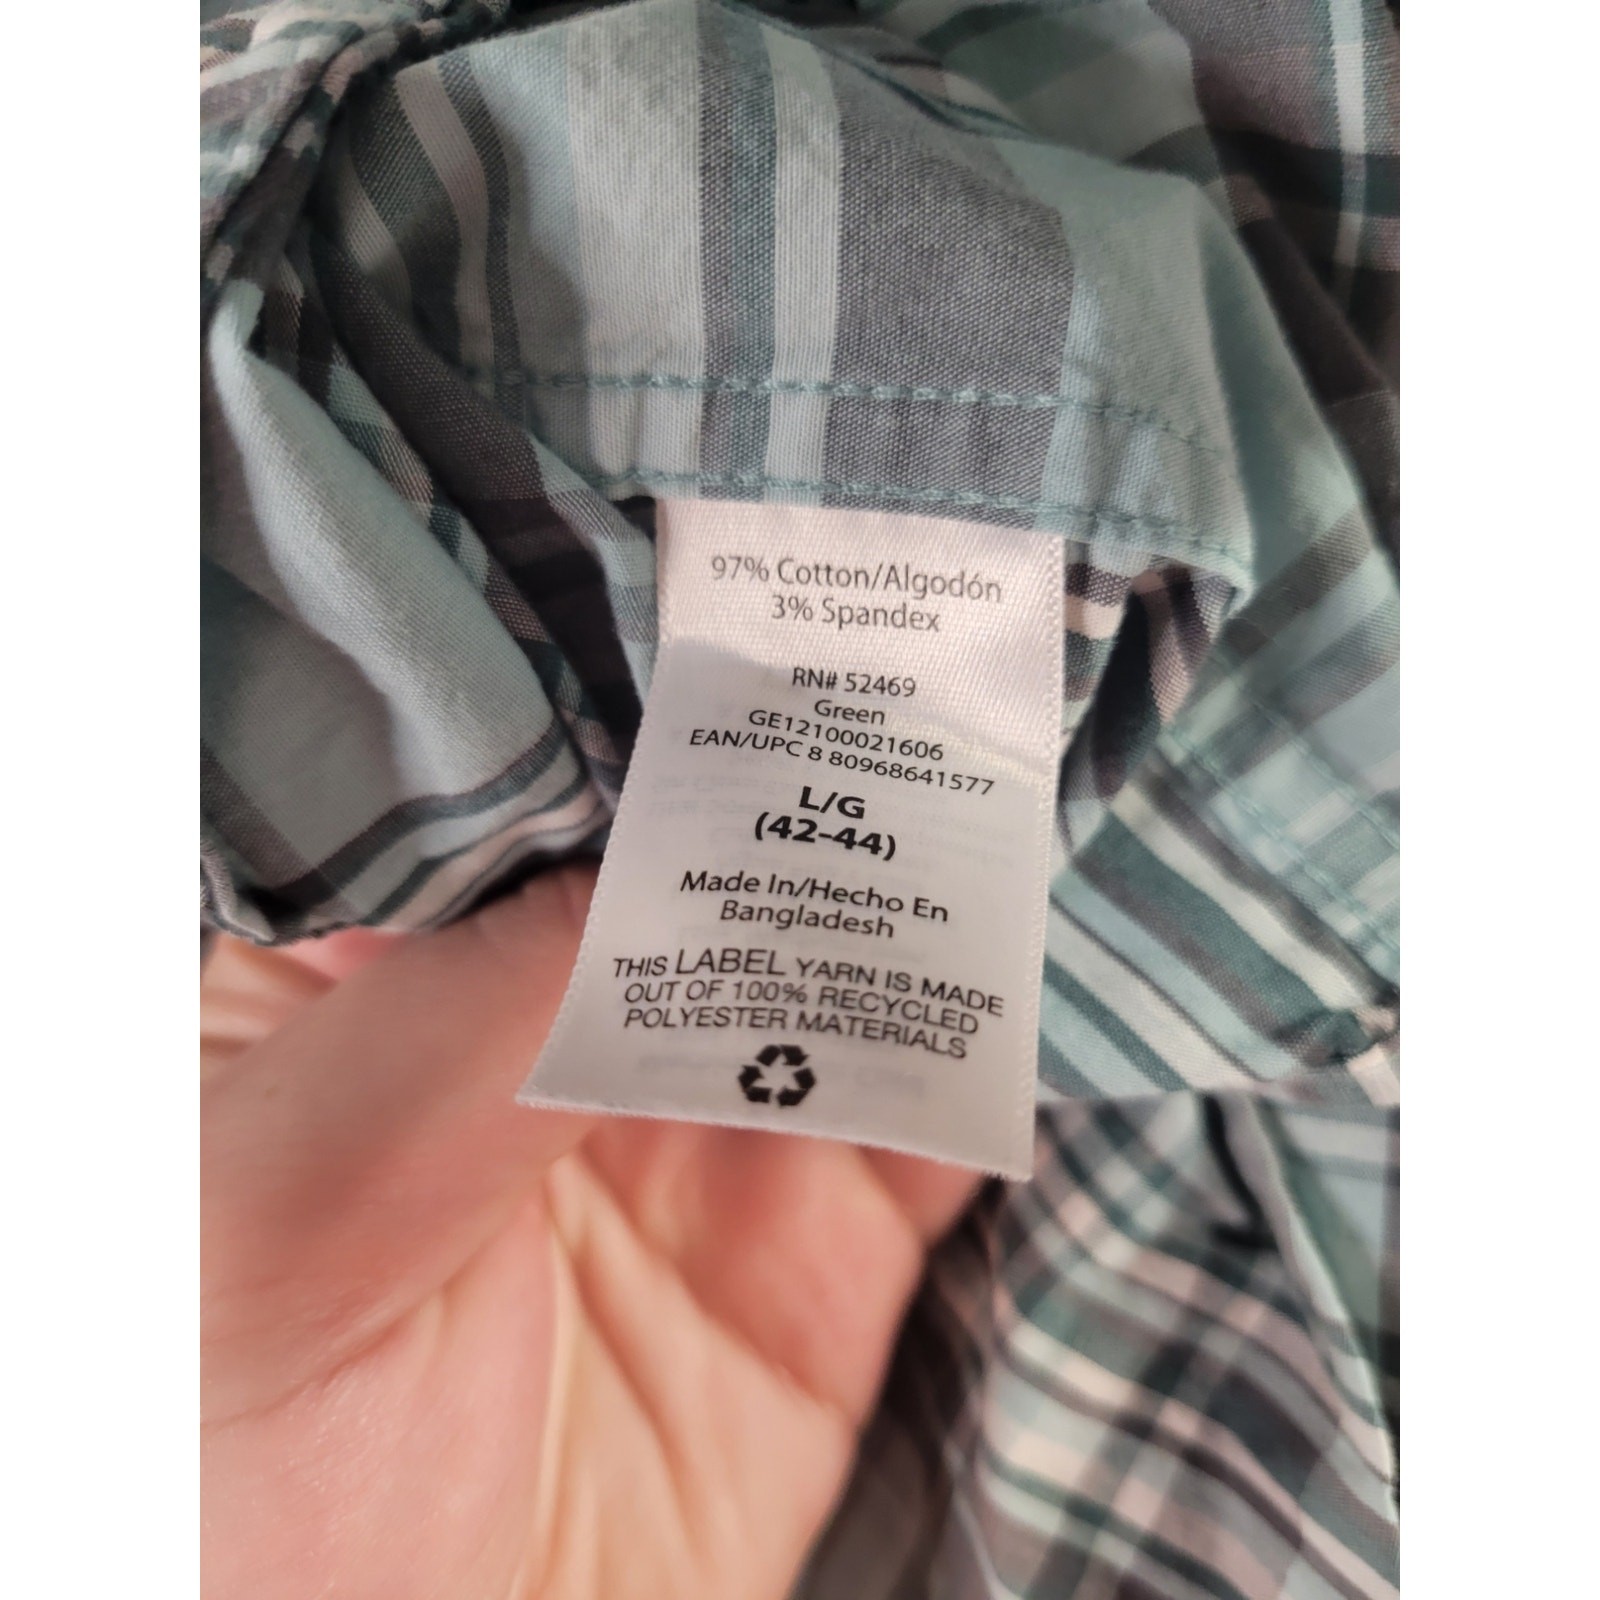 97% Cotton/Algodón
3% Spandex
RN# 52469
Green
GE12100021606
EAN/UPC 8 80968641577
L/G
(42-44)
Made In/Hecho En
Bangladesh
THIS LABEL YARN IS MADE
OUT OF 100% RECYCLED
POLYESTER MATERIALS